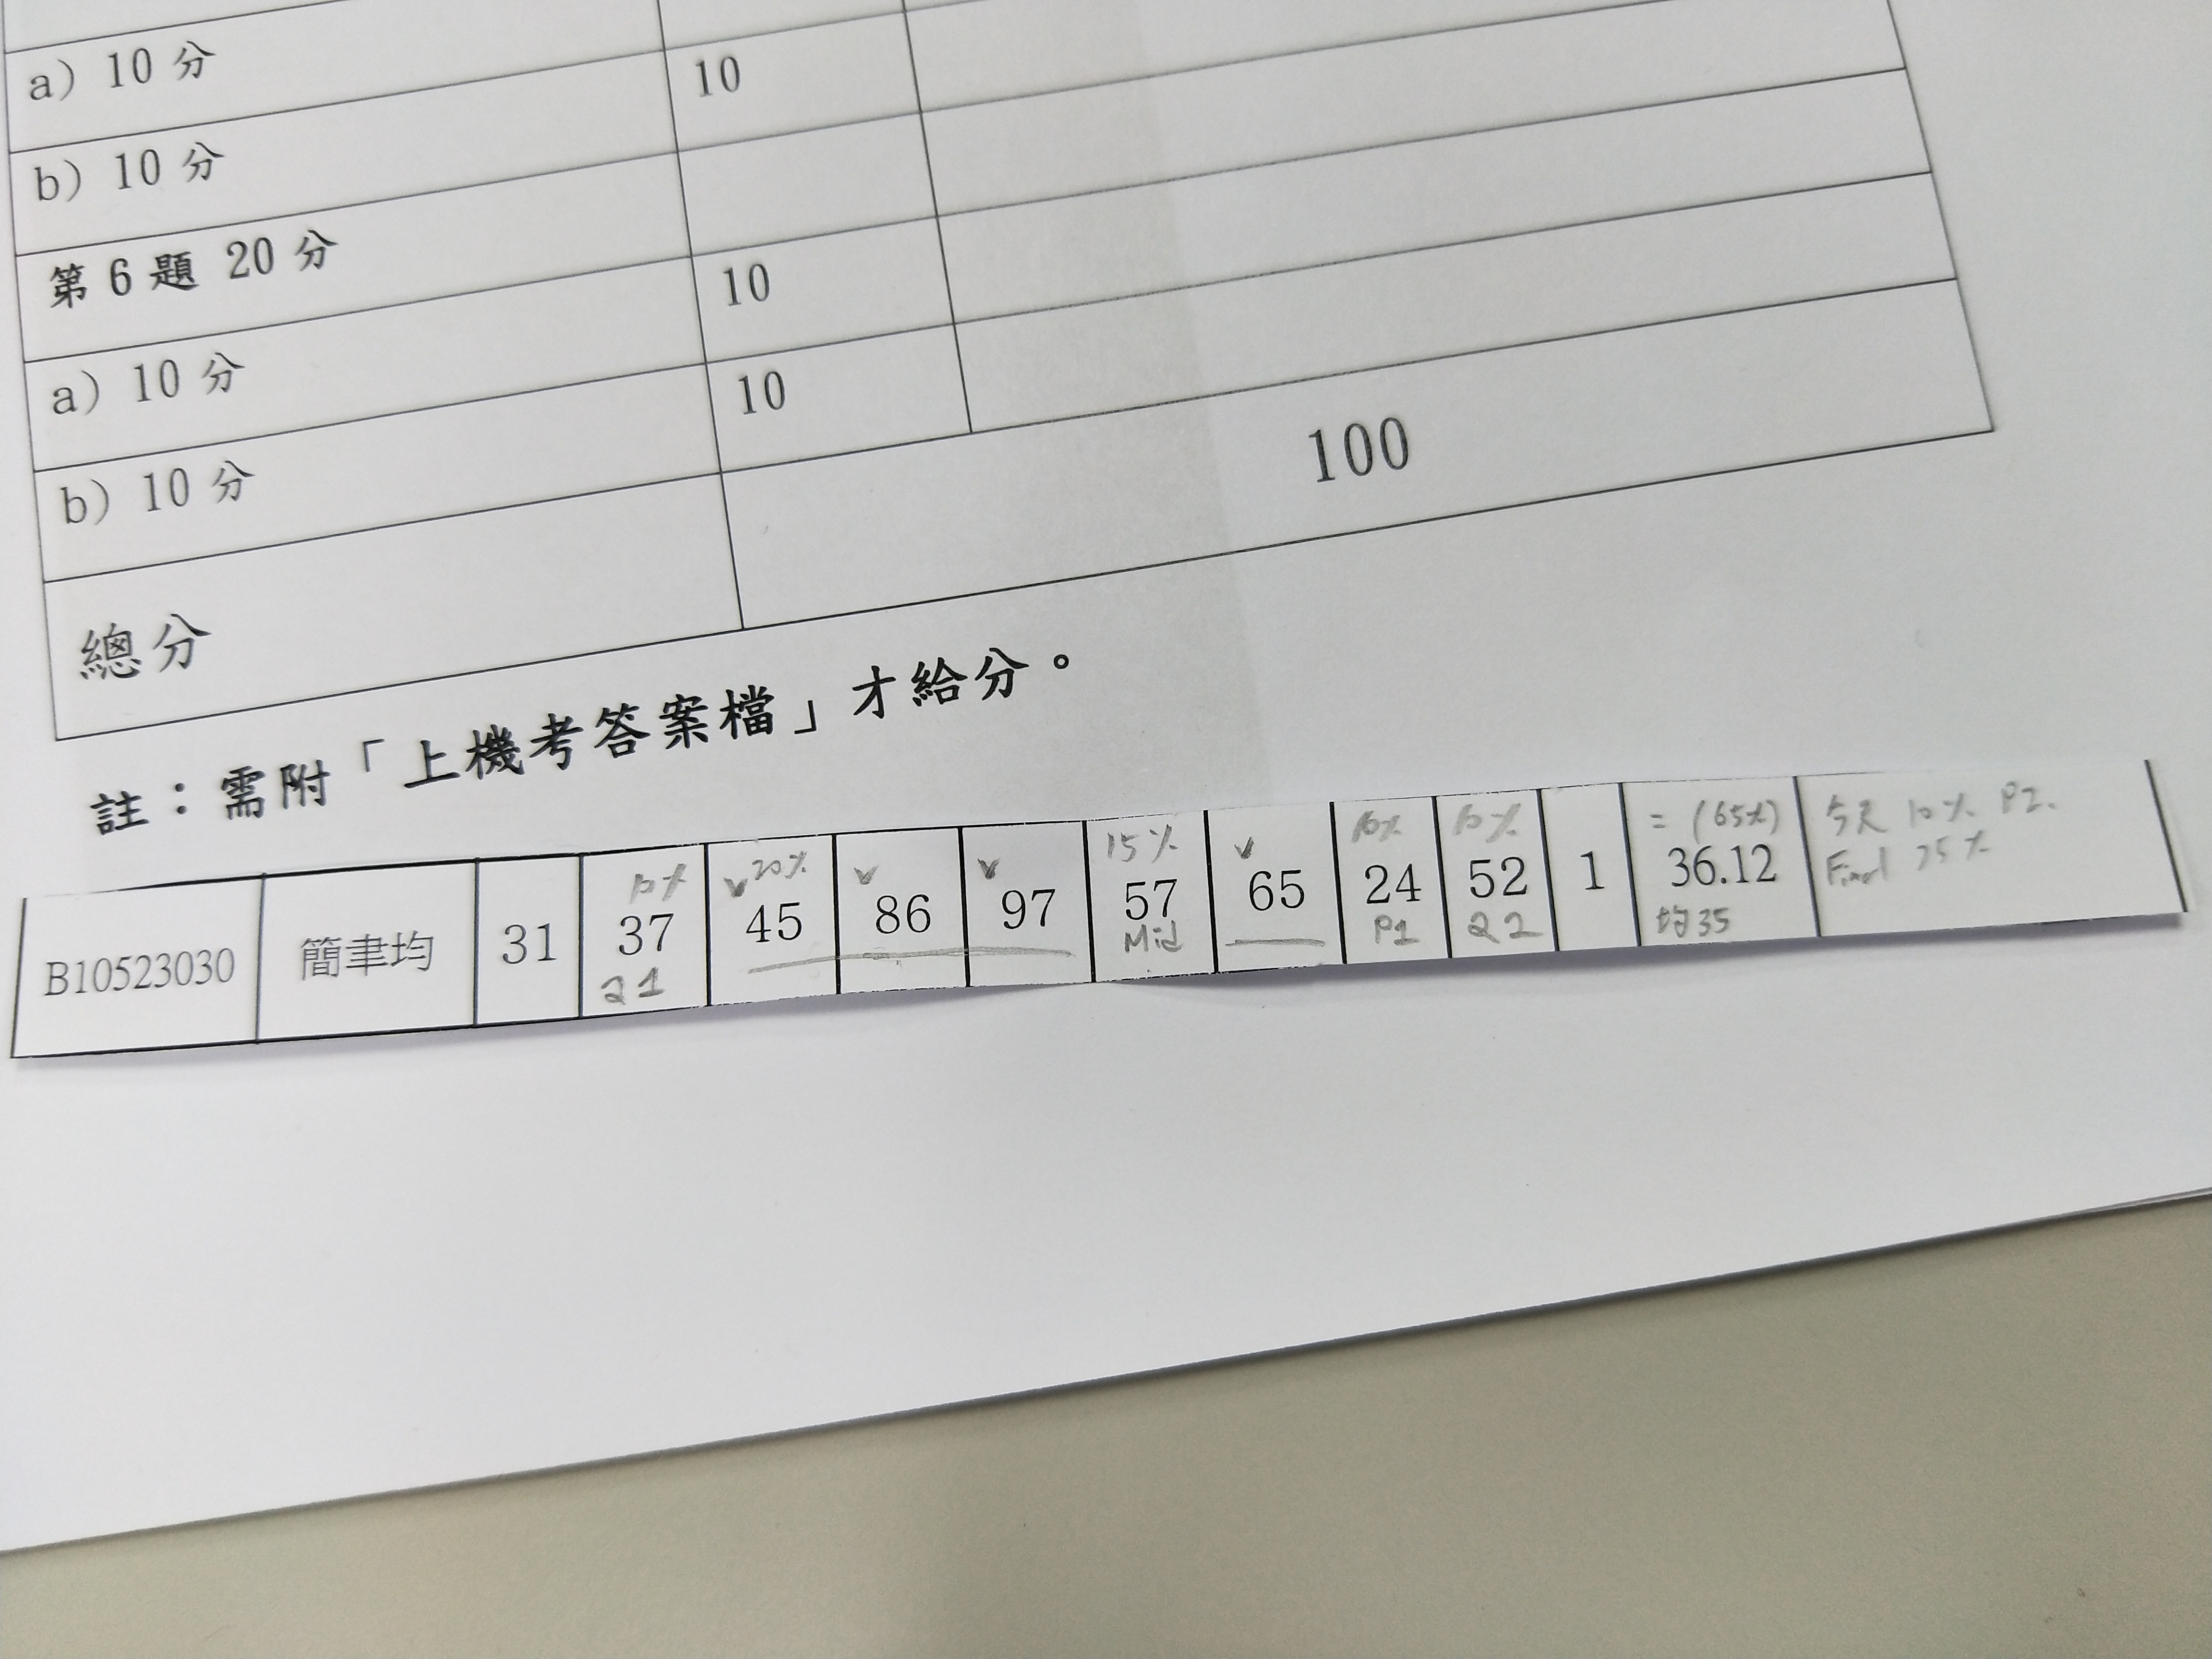 a) 10 分 10
b) 10 分
第 6 題 20 分 10
a) 10 分 10
b) 10 分
總分 100
註：需附「上機考答案檔」才給分。
10% ✓20% ✓ ✓ 15% ✓ 10% 10% = (65%) 今天 10% P2.
B10523030 簡聿均 31 37 45 86 97 57 65 24 52 1 36.12 Final 25%
Q1 Mid P1 Q2 均35